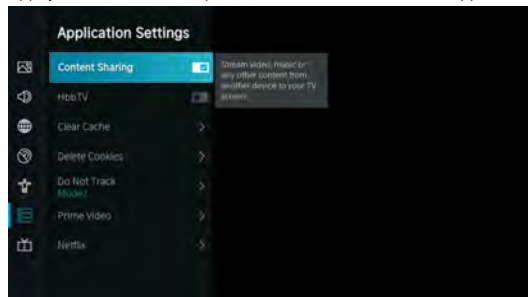 Application Settings
Content Sharing
Stream video, music or
any other content from
another device to your TV
screen.
HbbTV
Clear Cache
Delete Cookies
Do Not Track
Mode2
Prime Video
Netflix